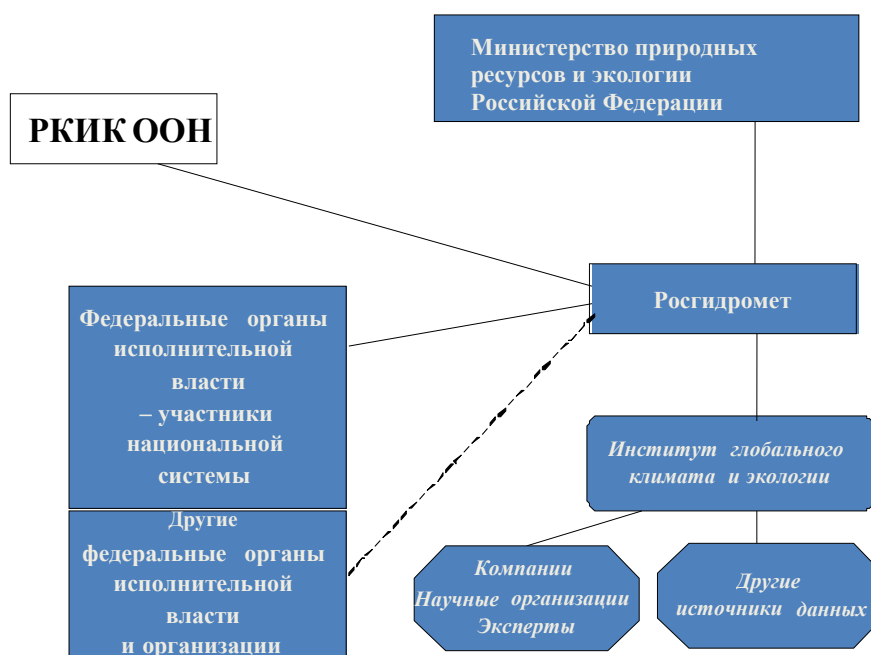 Министерство природных
ресурсов и экологии
Российской Федерации
РКИК ООН
Росгидромет
Федеральные органы
исполнительной
власти
– участники
национальной
системы
Институт глобального
климата и экологии
Другие
федеральные органы
исполнительной
власти
и организации
Компании
Научные организации
Эксперты
Другие
источники данных